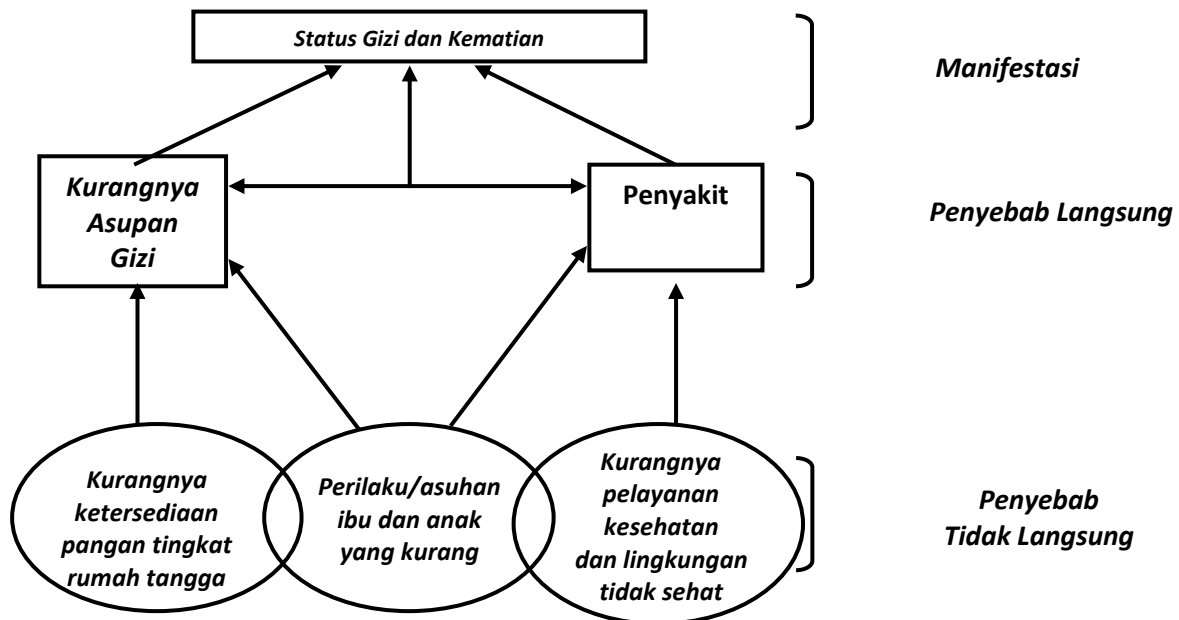 Status Gizi dan Kematian
Manifestasi
Kurangnya
Asupan
Gizi
Penyakit
Penyebab Langsung
Kurangnya
ketersediaan
pangan tingkat
rumah tangga
Perilaku/asuhan
ibu dan anak
yang kurang
Kurangnya
pelayanan
kesehatan
dan lingkungan
tidak sehat
Penyebab
Tidak Langsung